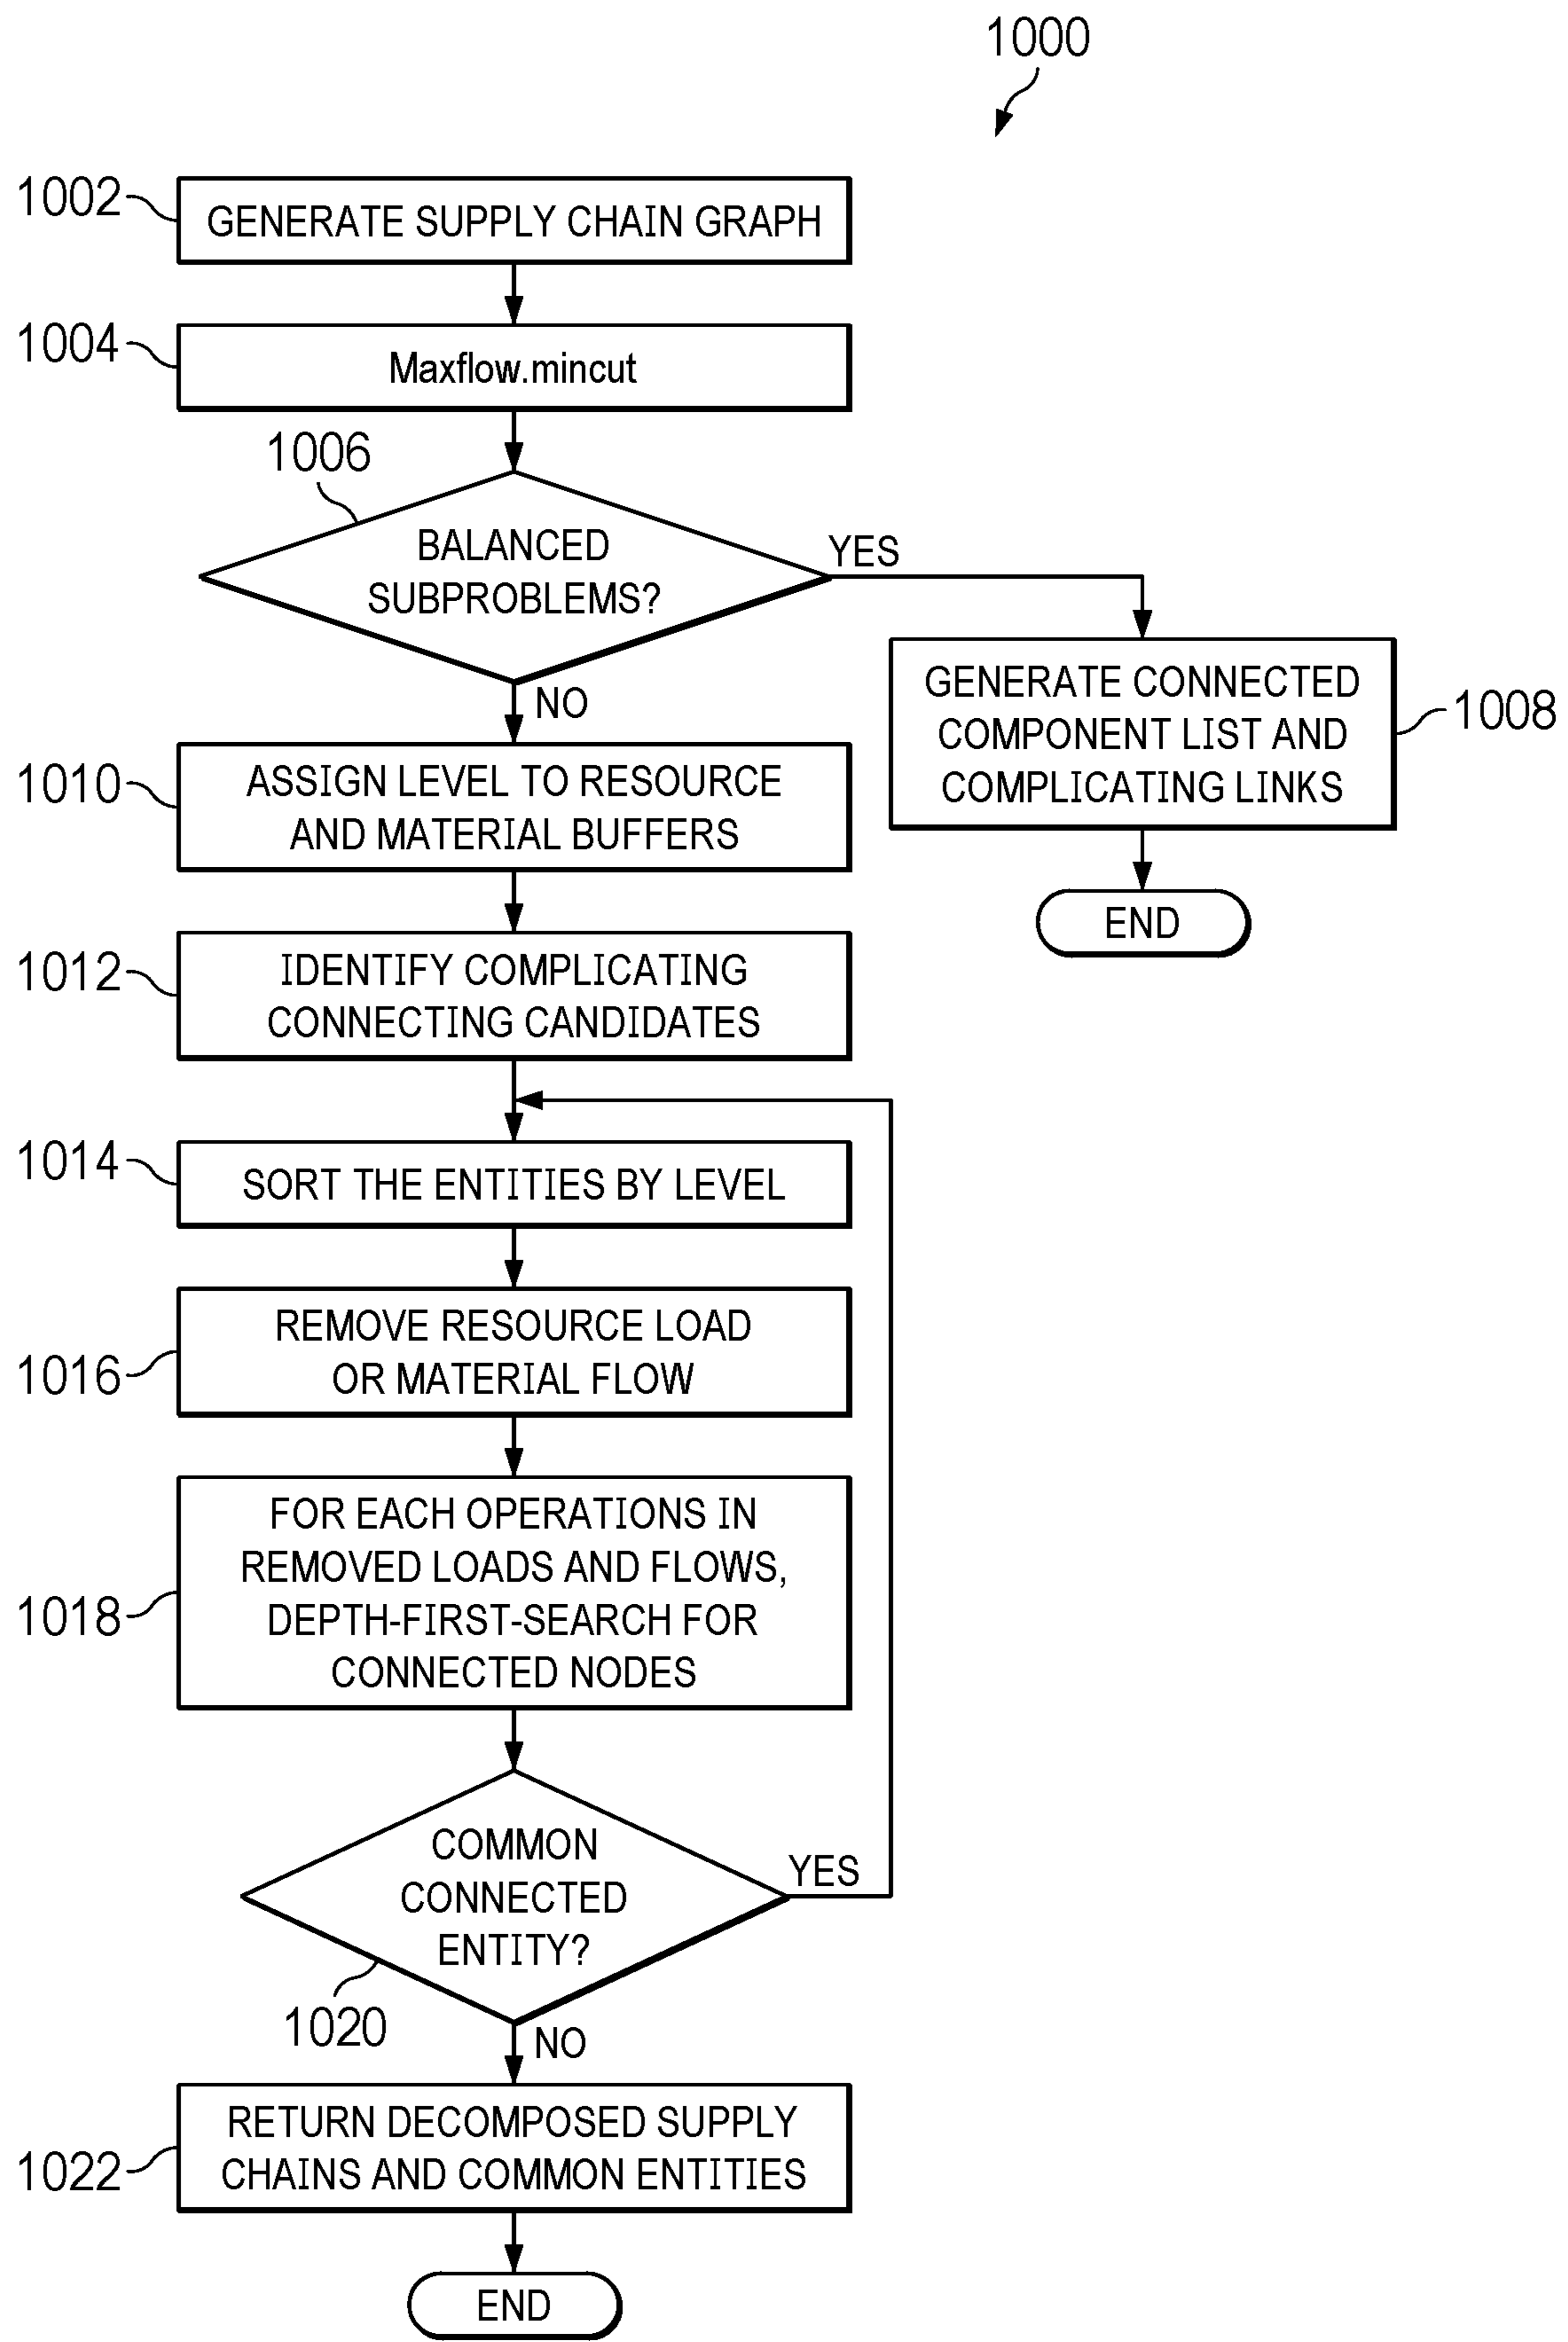 1000
1002
GENERATE SUPPLY CHAIN GRAPH
1004
Maxflow.mincut
1006
BALANCED
SUBPROBLEMS?
YES
NO
GENERATE CONNECTED
COMPONENT LIST AND
COMPLICATING LINKS
1008
END
1010
ASSIGN LEVEL TO RESOURCE
AND MATERIAL BUFFERS
1012
IDENTIFY COMPLICATING
CONNECTING CANDIDATES
1014
SORT THE ENTITIES BY LEVEL
1016
REMOVE RESOURCE LOAD
OR MATERIAL FLOW
1018
FOR EACH OPERATIONS IN
REMOVED LOADS AND FLOWS,
DEPTH-FIRST-SEARCH FOR
CONNECTED NODES
COMMON
CONNECTED
ENTITY?
YES
1020
NO
1022
RETURN DECOMPOSED SUPPLY
CHAINS AND COMMON ENTITIES
END